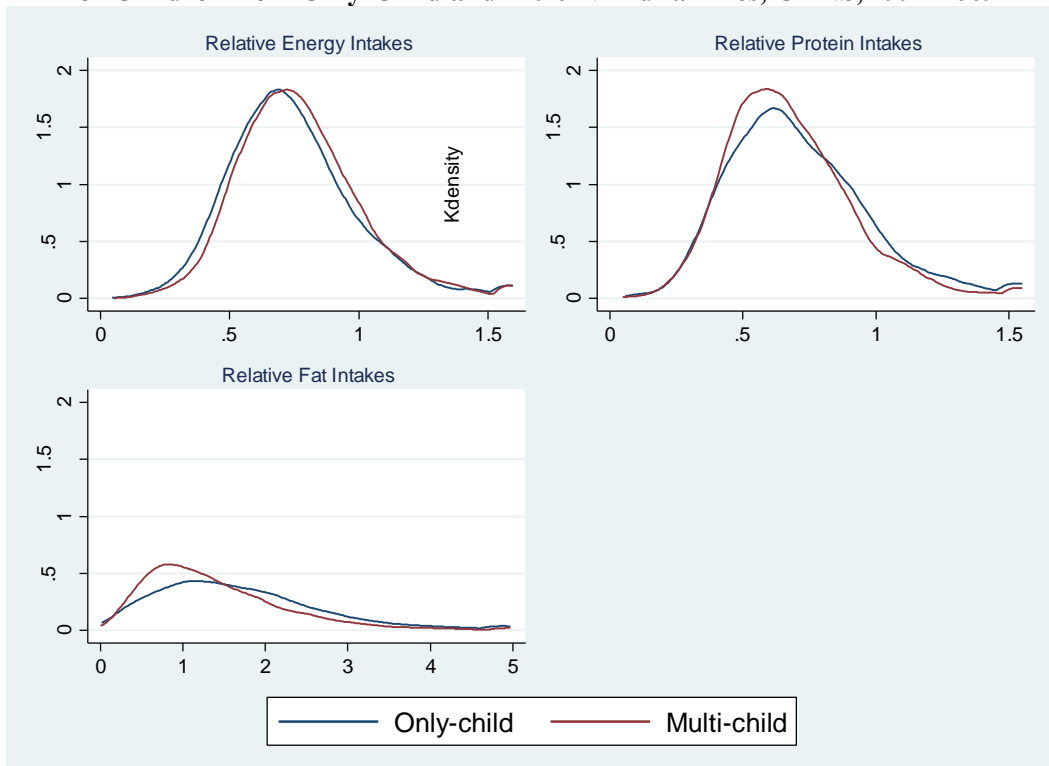 Relative Energy Intakes
2
1.5
1
.5
0
0 .5 1 1.5
Kdensity
Relative Protein Intakes
2
1.5
1
.5
0
0 .5 1 1.5
Relative Fat Intakes
2
1.5
1
.5
0
0 1 2 3 4 5
Only-child Multi-child